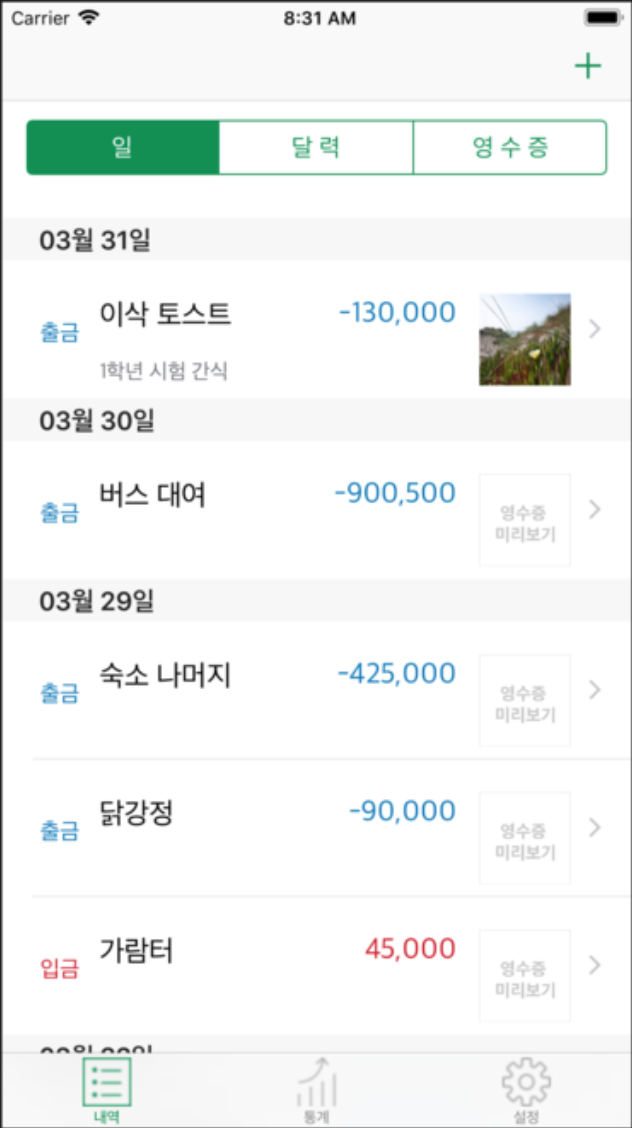 Carrier 8:31 AM
+
일 달 력 영 수 증
03월 31일
출금 이삭 토스트 -130,000
1학년 시험 간식
03월 30일
출금 버스 대여 -900,500
영수증
미리보기
03월 29일
출금 숙소 나머지 -425,000
영수증
미리보기
출금 닭강정 -90,000
영수증
미리보기
입금 가람터 45,000
영수증
미리보기
내역 통계 설정